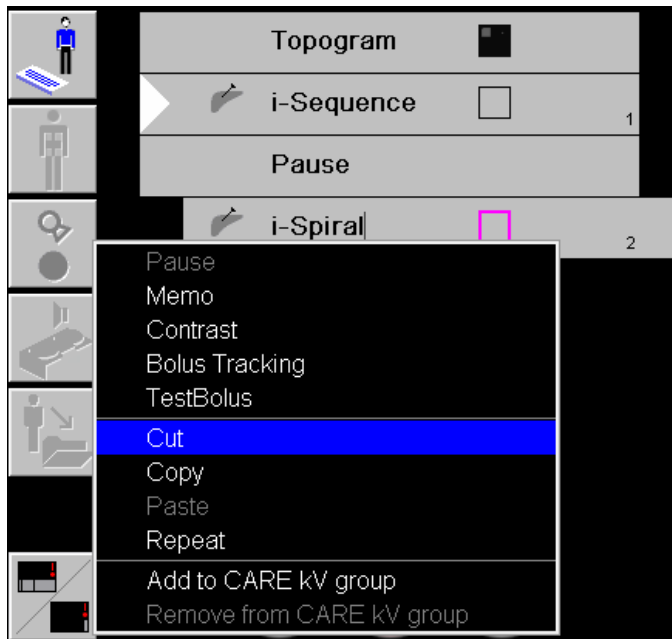 Topogram
i-Sequence
1
Pause
i-Spiral
2
Pause
Memo
Contrast
Bolus Tracking
TestBolus
Cut
Copy
Paste
Repeat
Add to CARE kV group
Remove from CARE kV group